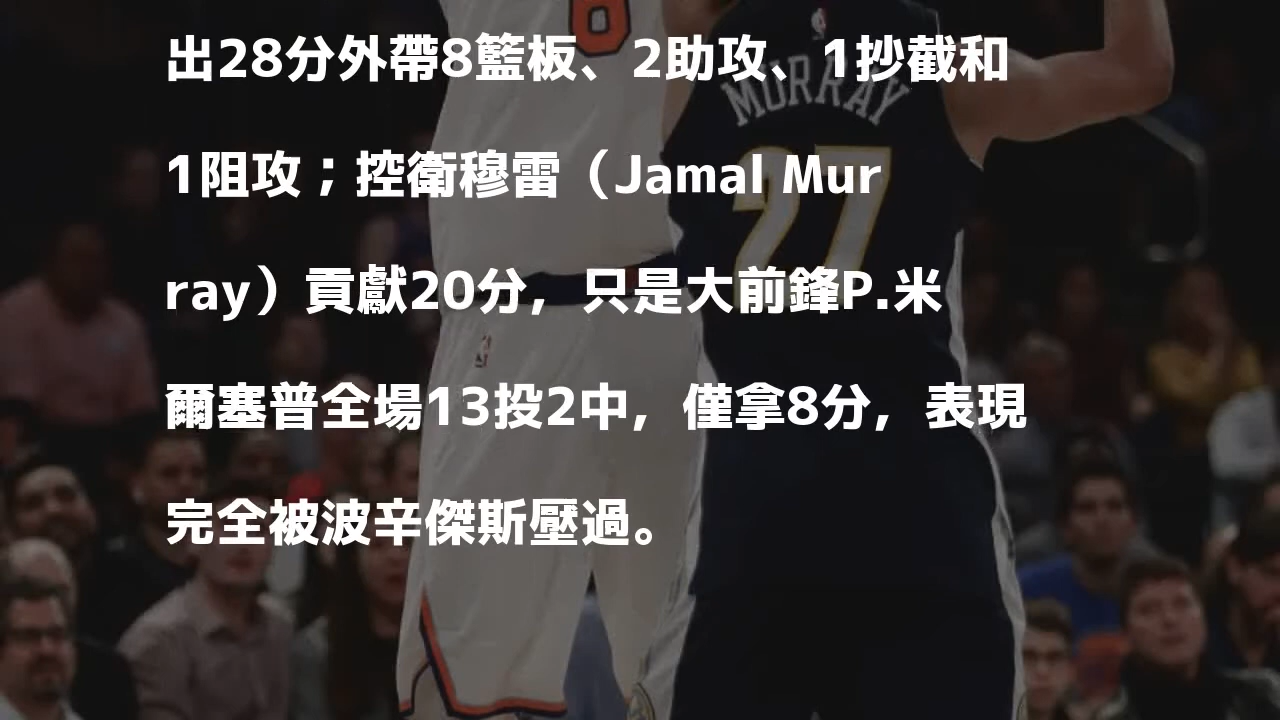 出28分外帶8籃板、2助攻、1抄截和
1阻攻；控衛穆雷（Jamal Mur
ray）貢獻20分，只是大前鋒P.米
爾塞普全場13投2中，僅拿8分，表現
完全被波辛傑斯壓過。
MURRAY
27